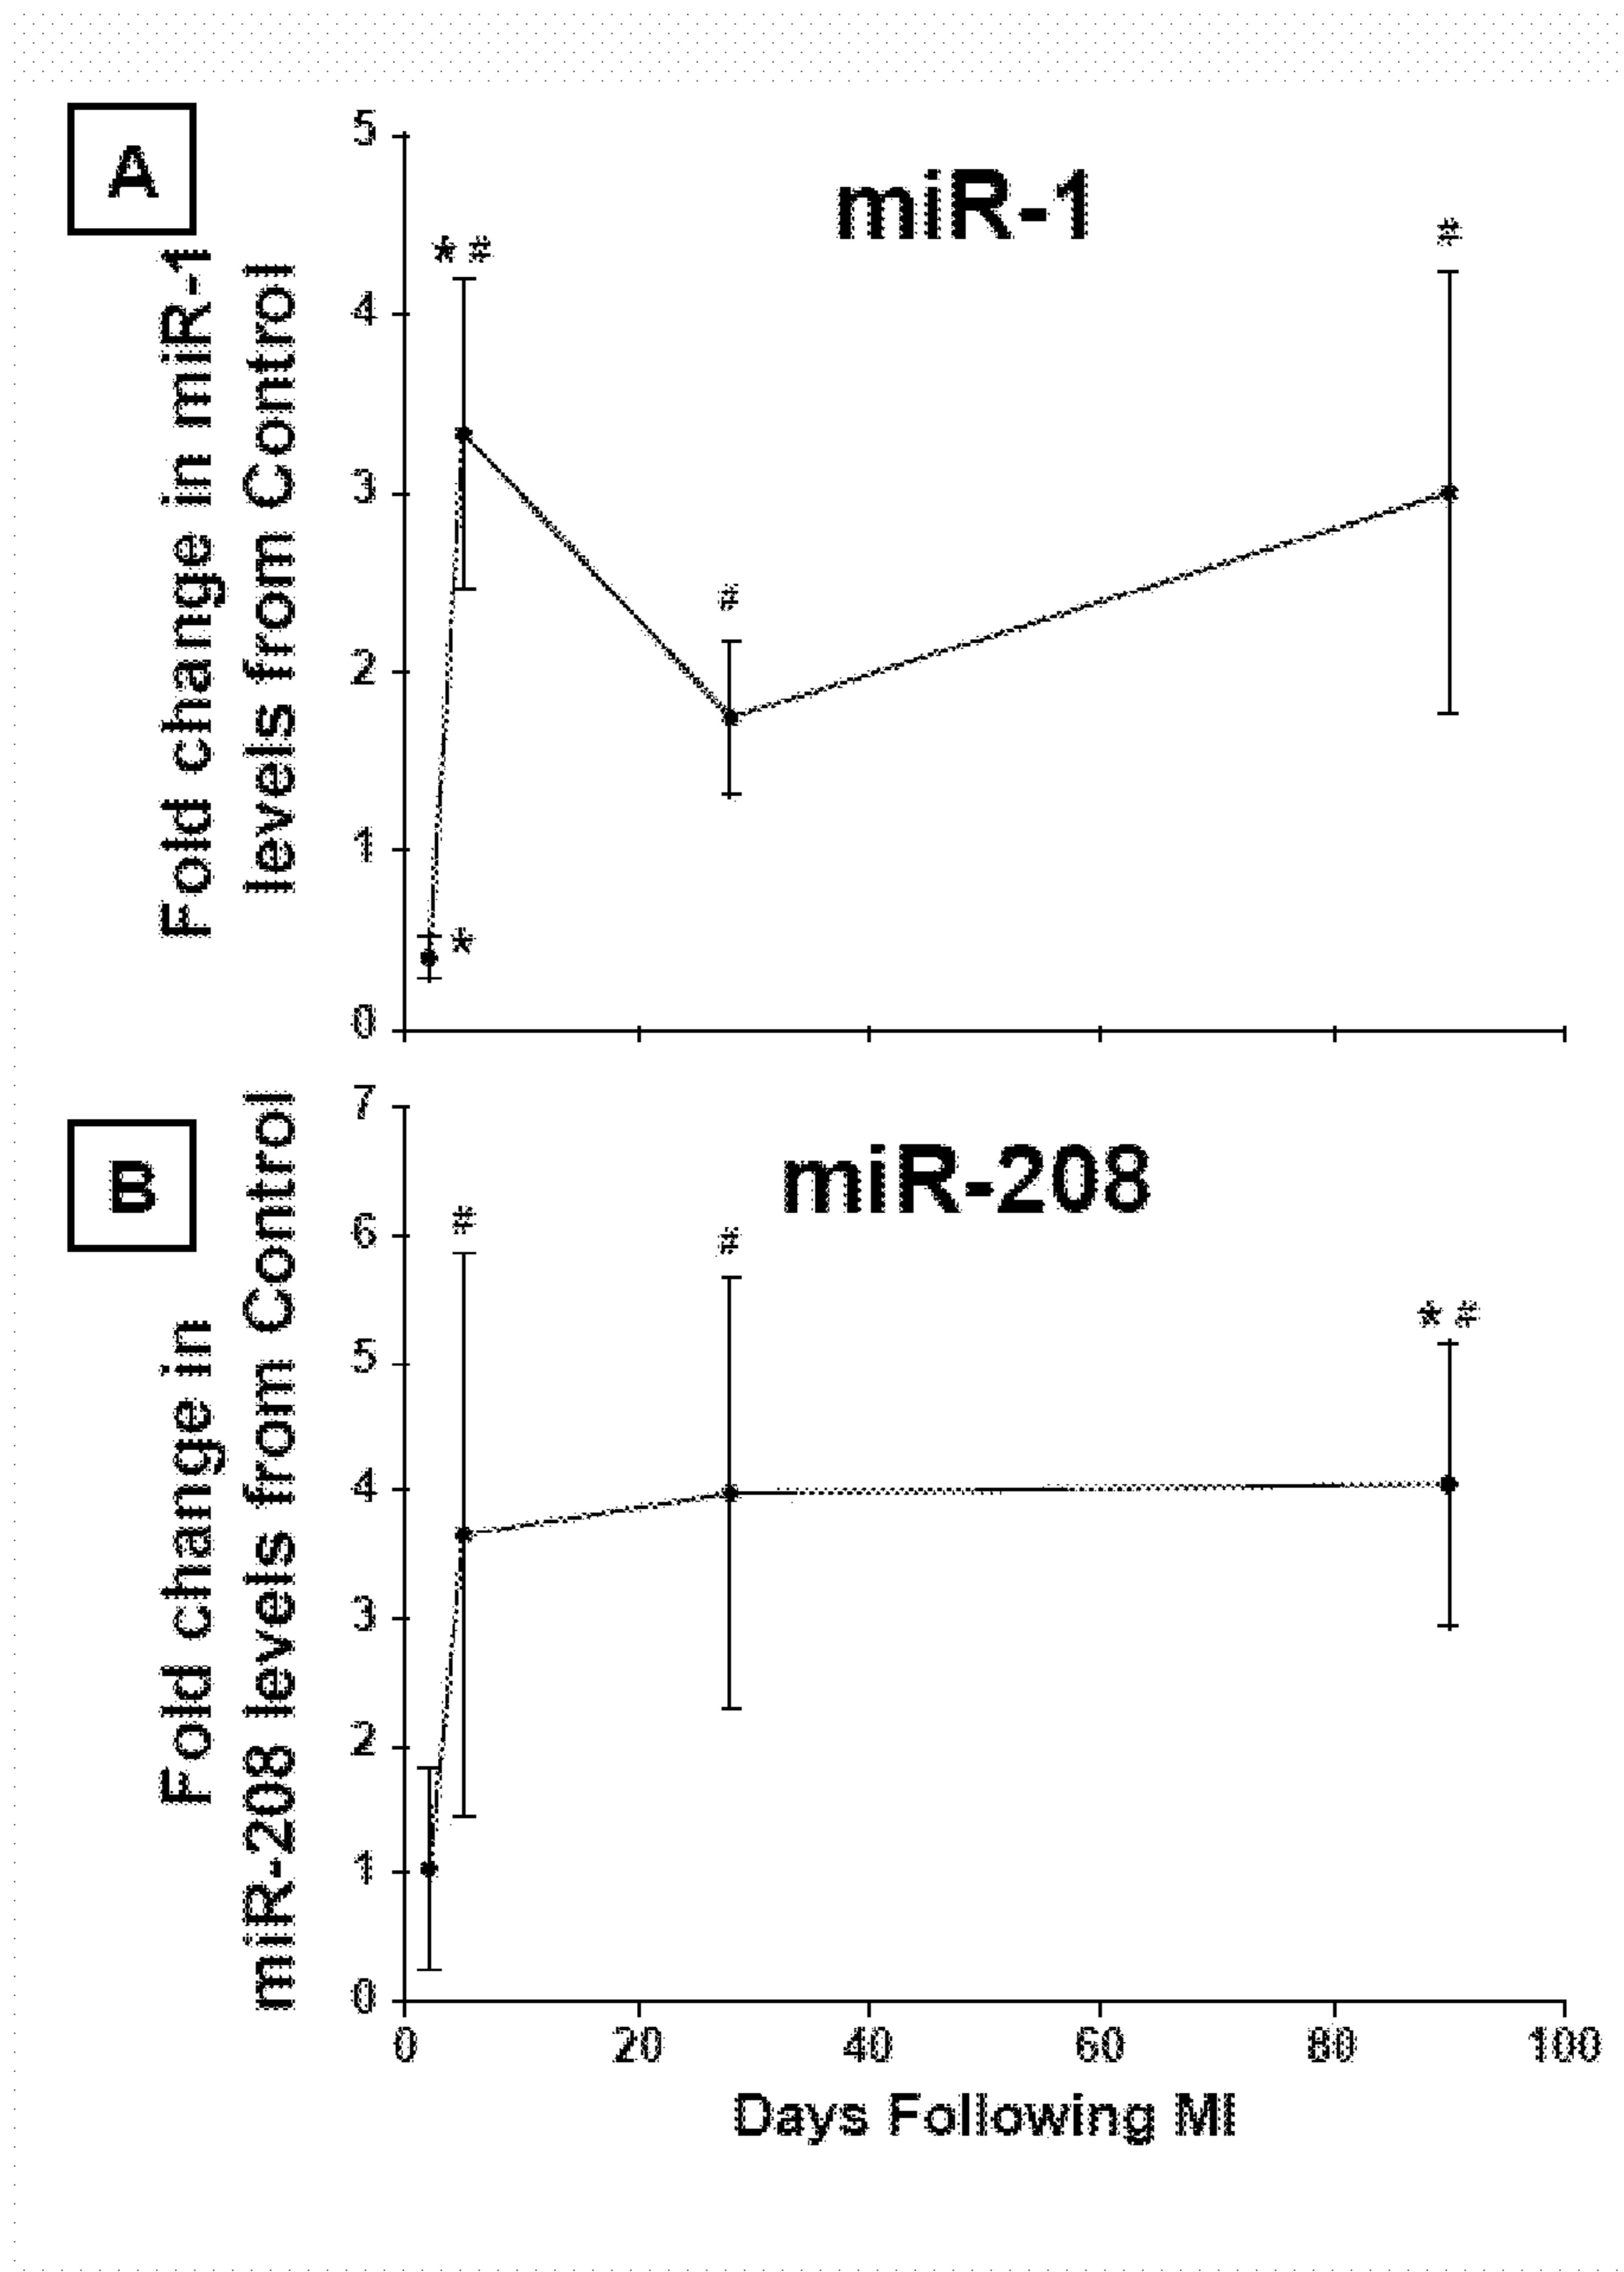 A
miR-1
Fold change in miR-1
levels from Control
5
4
3
2
1
0
* #
#
#
*
B
miR-208
Fold change in
miR-208 levels from Control
7
6
5
4
3
2
1
0
#
#
* #
0 20 40 60 80 100
Days Following MI